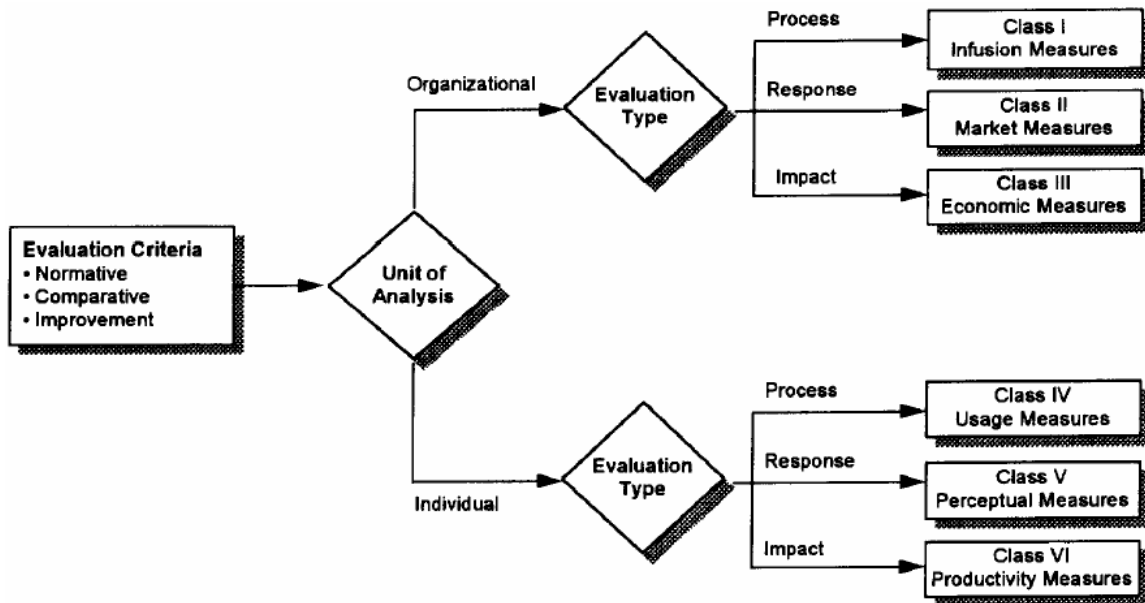 Evaluation Criteria
• Normative
• Comparative
• Improvement
Unit of
Analysis
Organizational
Evaluation
Type
Process
Class I
Infusion Measures
Response
Class II
Market Measures
Impact
Class III
Economic Measures
Individual
Evaluation
Type
Process
Class IV
Usage Measures
Response
Class V
Perceptual Measures
Impact
Class VI
Productivity Measures